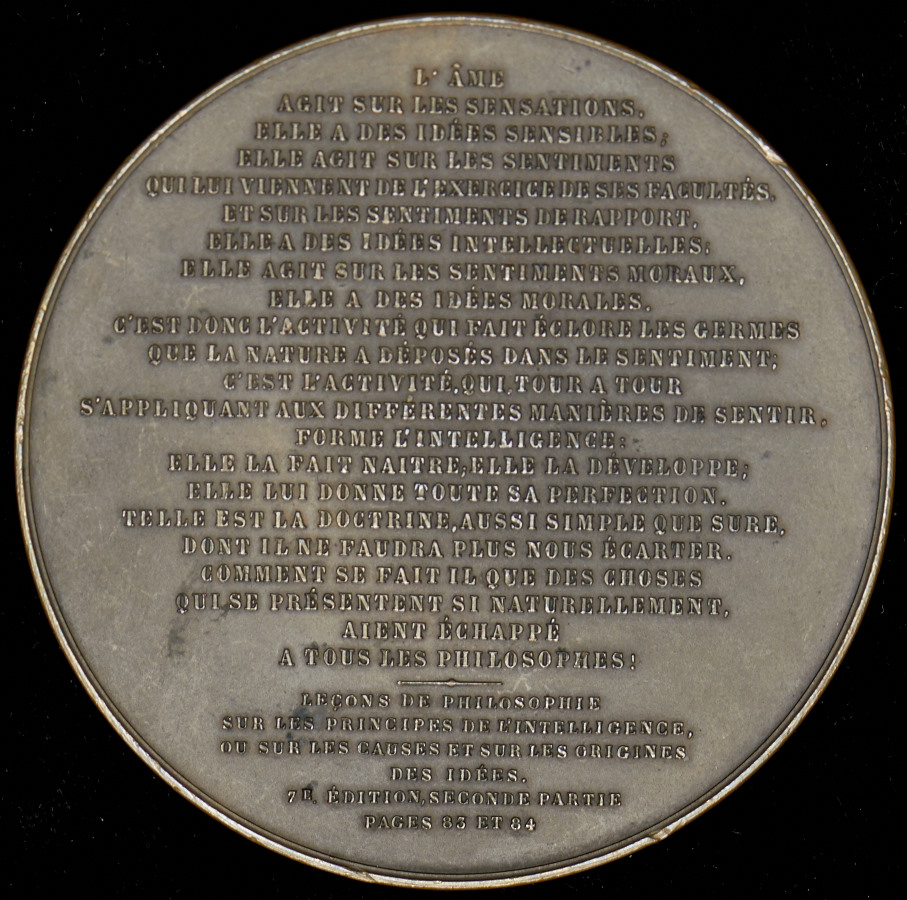 L' ÂME
AGIT SUR LES SENSATIONS,
ELLE A DES IDÉES SENSIBLES;
ELLE AGIT SUR LES SENTIMENTS
QUI LUI VIENNENT DE L'EXERCICE DE SES FACULTÉS,
ET SUR LES SENTIMENTS DE RAPPORT,
ELLE A DES IDÉES INTELLECTUELLES;
ELLE AGIT SUR LES SENTIMENTS MORAUX,
ELLE A DES IDÉES MORALES.
C'EST DONC L'ACTIVITÉ QUI FAIT ÉCLORE LES GERMES
QUE LA NATURE A DÉPOSÉS DANS LE SENTIMENT;
C'EST L'ACTIVITÉ, QUI, TOUR A TOUR
S'APPLIQUANT AUX DIFFÉRENTES MANIÈRES DE SENTIR,
FORME L'INTELLIGENCE:
ELLE LA FAIT NAITRE; ELLE LA DÉVELOPPE;
ELLE LUI DONNE TOUTE SA PERFECTION.
TELLE EST LA DOCTRINE, AUSSI SIMPLE QUE SURE,
DONT IL NE FAUDRA PLUS NOUS ÉCARTER.
COMMENT SE FAIT IL QUE DES CHOSES
QUI SE PRÉSENTENT SI NATURELLEMENT,
AIENT ÉCHAPPÉ
A TOUS LES PHILOSOPHES!
LEÇONS DE PHILOSOPHIE
SUR LES PRINCIPES DE L'INTELLIGENCE,
OU SUR LES CAUSES ET SUR LES ORIGINES
DES IDÉES.
7E. ÉDITION, SECONDE PARTIE
PAGES 83 ET 84